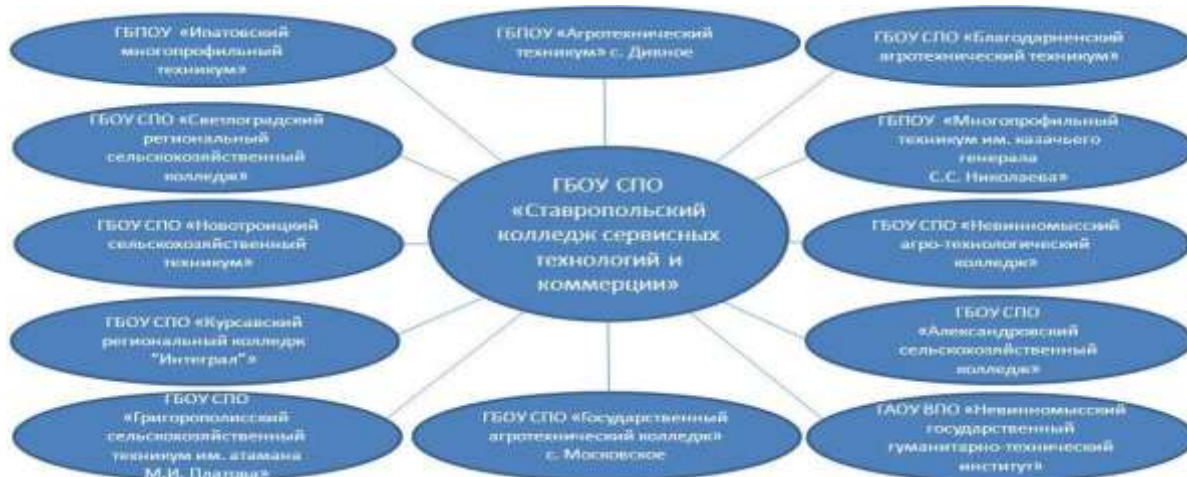 ГБПОУ «Ипатовский
многопрофильный
техникум»
ГБПОУ «Агротехнический
техникум» с. Дивное
ГБОУ СПО «Благодарненский
агротехнический техникум»
ГБОУ СПО «Светлоградский
региональный
сельскохозяйственный
колледж»
ГБПОУ «Многопрофильный
техникум им. казачьего
генерала
С.С. Николаева»
ГБОУ СПО
«Ставропольский
колледж сервисных
технологий и
коммерции»
ГБОУ СПО «Новотроицкий
сельскохозяйственный
техникум»
ГБОУ СПО «Невинномысский
агро-технологический
колледж»
ГБОУ СПО «Курсавский
региональный колледж
"Интеграл"»
ГБОУ СПО
«Александровский
сельскохозяйственный
колледж»
ГБОУ СПО
«Григорополисский
сельскохозяйственный
техникум им. атамана
М.И. Платова»
ГБОУ СПО «Государственный
агротехнический колледж»
с. Московское
ГАОУ ВПО «Невинномысский
государственный
гуманитарно-технический
институт»